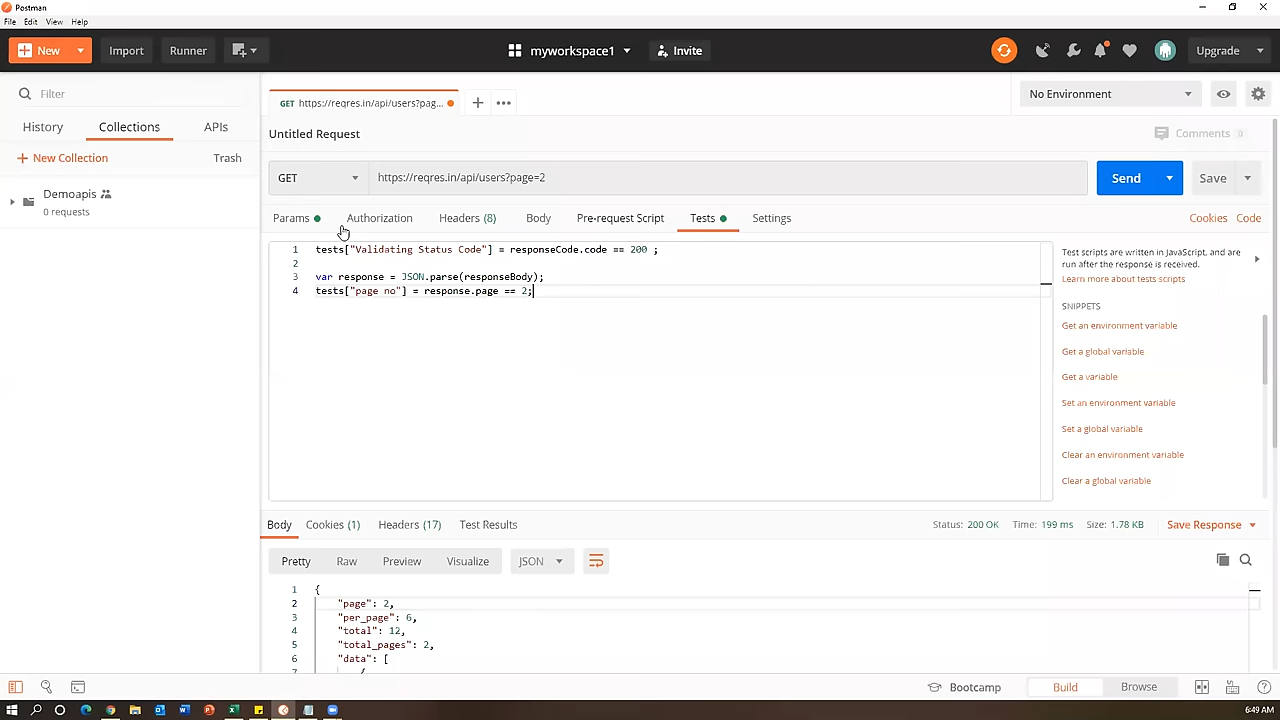 Postman
File Edit View Help
New Import Runner myworkspace1 Invite Upgrade
Filter
History Collections APIs
New Collection Trash
Demoapis
0 requests
GET https://reqres.in/api/users?pag... No Environment
Untitled Request Comments 0
GET https://reqres.in/api/users?page=2 Send Save
Params Authorization Headers (8) Body Pre-request Script Tests Settings Cookies Code
1 tests["Validating Status Code"] = responseCode.code == 200 ;
2
3 var response = JSON.parse(responseBody);
4 tests["page no"] = response.page == 2;
Test scripts are written in JavaScript, and are
run after the response is received.
Learn more about tests scripts
SNIPPETS
Get an environment variable
Get a global variable
Get a variable
Set an environment variable
Set a global variable
Clear an environment variable
Clear a global variable
Body Cookies (1) Headers (17) Test Results Status: 200 OK Time: 199 ms Size: 1.78 KB Save Response
Pretty Raw Preview Visualize JSON
1 {
2 "page": 2,
3 "per_page": 6,
4 "total": 12,
5 "total_pages": 2,
6 "data": [
7
Bootcamp Build Browse
6:49 AM